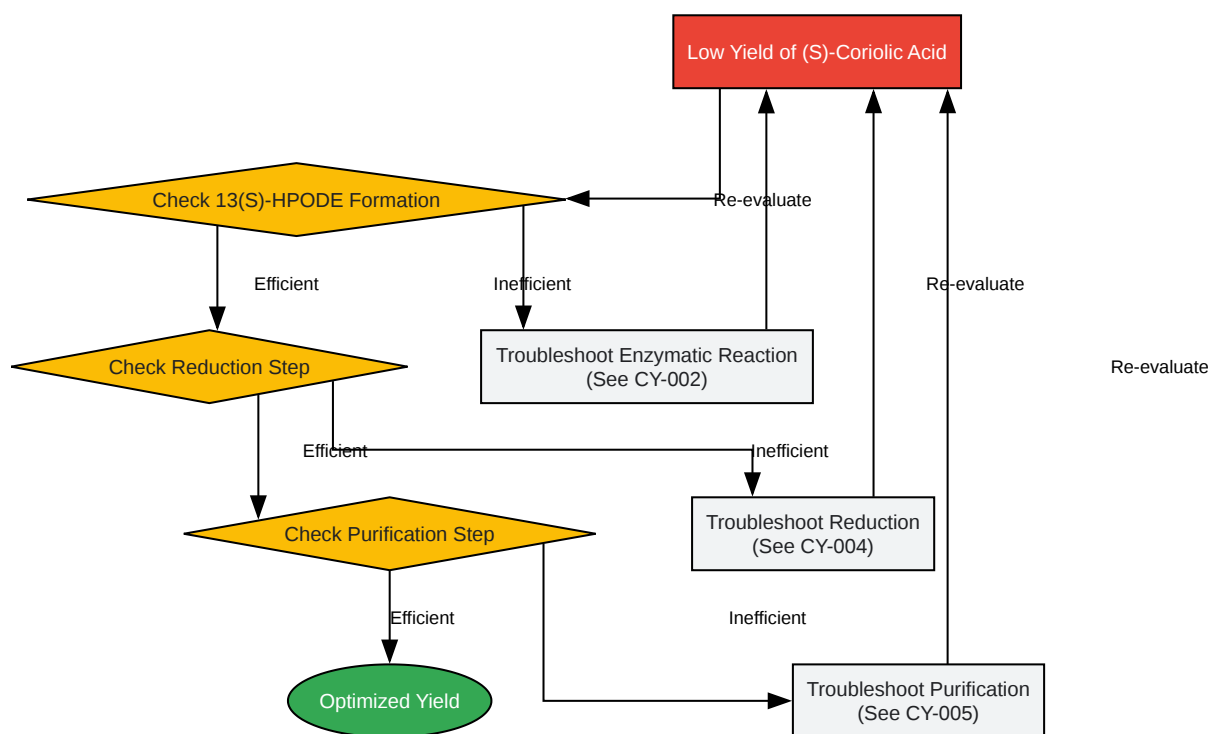 Low Yield of (S)-Coriolic Acid
Check 13(S)-HPODE Formation
Re-evaluate
Efficient
Inefficient
Re-evaluate
Check Reduction Step
Troubleshoot Enzymatic Reaction
(See CY-002)
Re-evaluate
Efficient
Inefficient
Check Purification Step
Troubleshoot Reduction
(See CY-004)
Efficient
Inefficient
Optimized Yield
Troubleshoot Purification
(See CY-005)